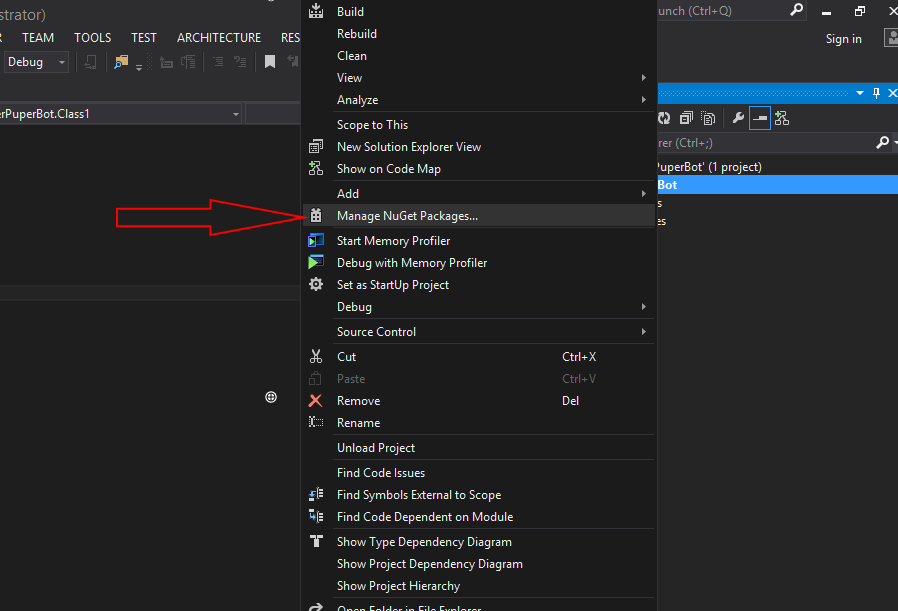 strator)
TEAM TOOLS TEST ARCHITECTURE RES
Debug
rPuperBot.Class1
Build
Rebuild
Clean
View
Analyze
Scope to This
New Solution Explorer View
Show on Code Map
Add
Manage NuGet Packages...
Start Memory Profiler
Debug with Memory Profiler
Set as StartUp Project
Debug
Source Control
Cut Ctrl+X
Paste Ctrl+V
Remove Del
Rename
Unload Project
Find Code Issues
Find Symbols External to Scope
Find Code Dependent on Module
Show Type Dependency Diagram
Show Project Dependency Diagram
Show Project Hierarchy
Open Folder in File Explorer
unch (Ctrl+Q)
Sign in
rer (Ctrl+;)
PuperBot' (1 project)
Bot
s
es